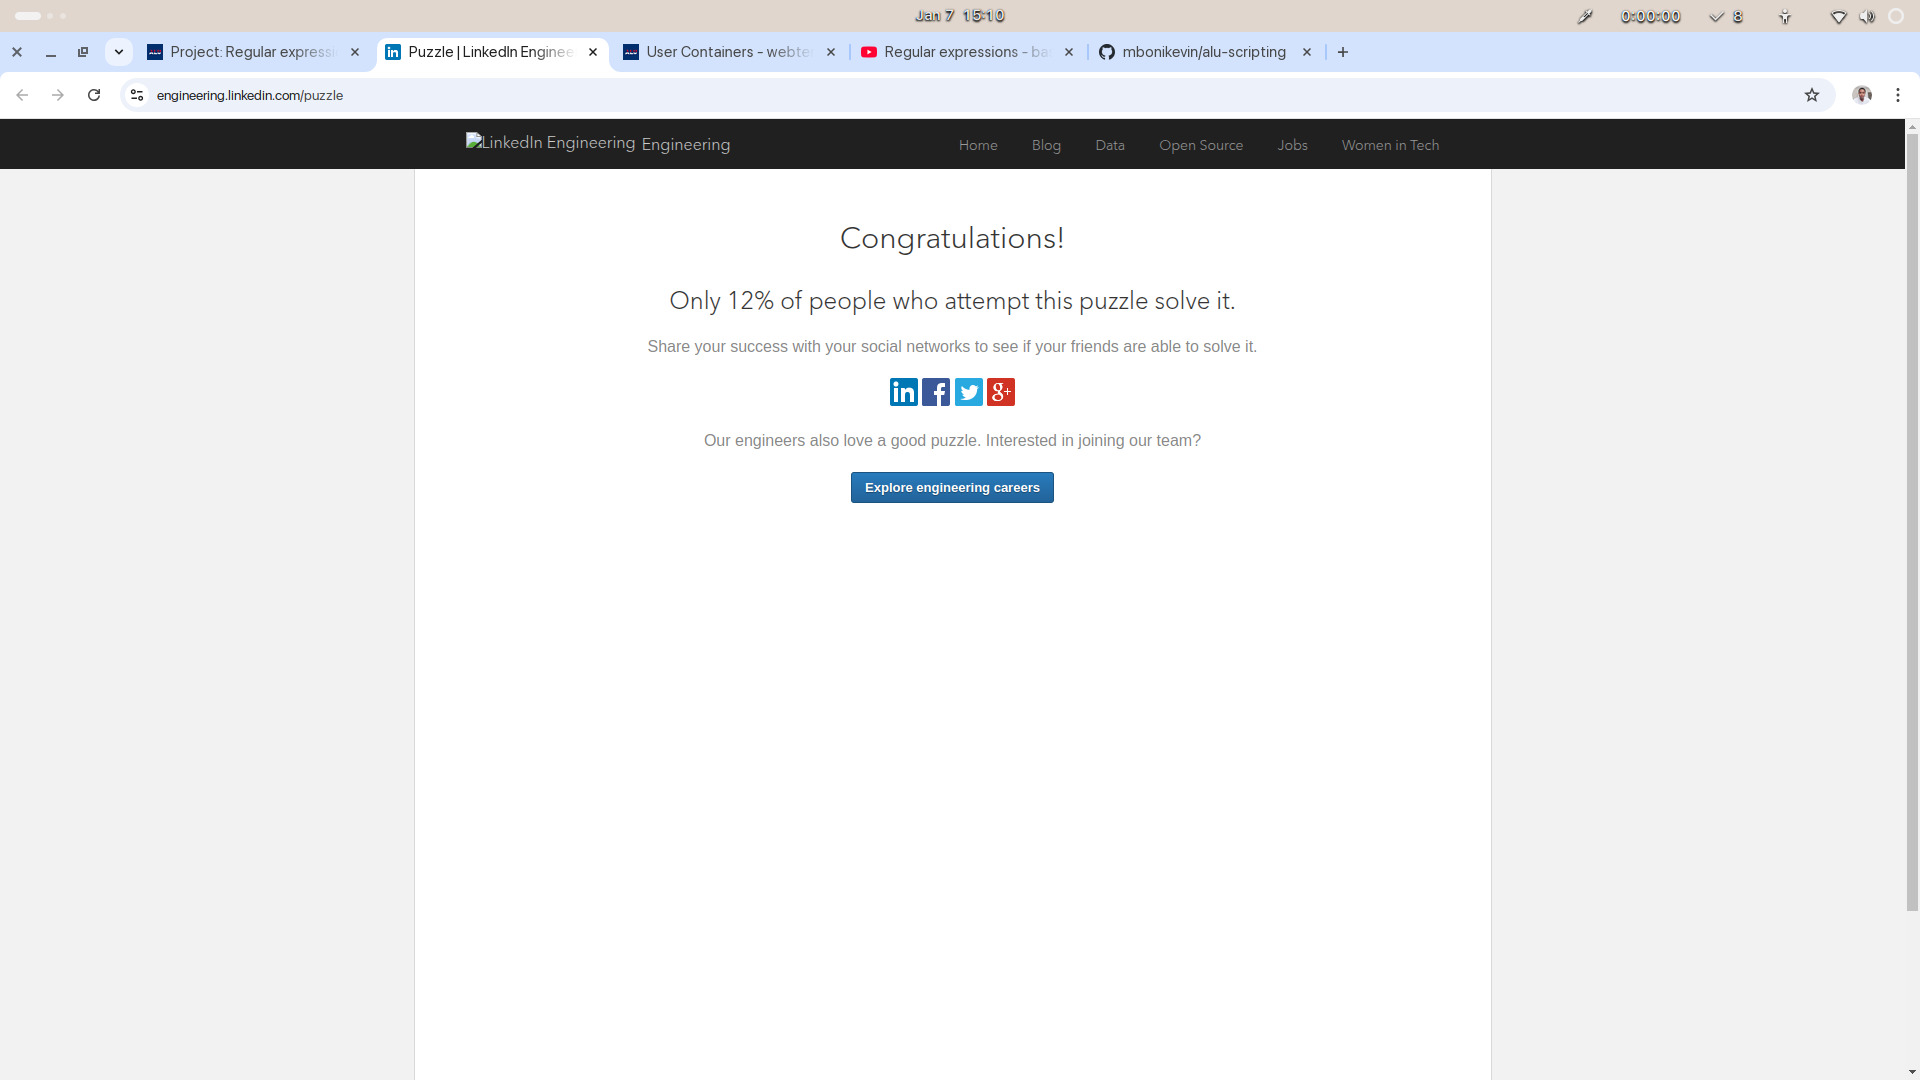 Jan 7 15:10
0:00:00
8
Project: Regular expressi
Puzzle | LinkedIn Enginee
User Containers - webte
Regular expressions - ba
mbonikevin/alu-scripting
engineering.linkedin.com/puzzle
LinkedIn Engineering Engineering
Home
Blog
Data
Open Source
Jobs
Women in Tech
Congratulations!
Only 12% of people who attempt this puzzle solve it.
Share your success with your social networks to see if your friends are able to solve it.
in f g+
Our engineers also love a good puzzle. Interested in joining our team?
Explore engineering careers